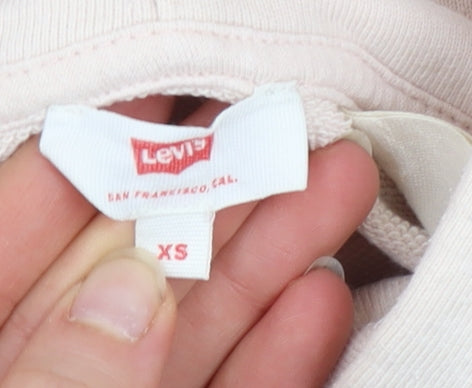 Levi's
SAN FRANCISCO, CAL.
XS